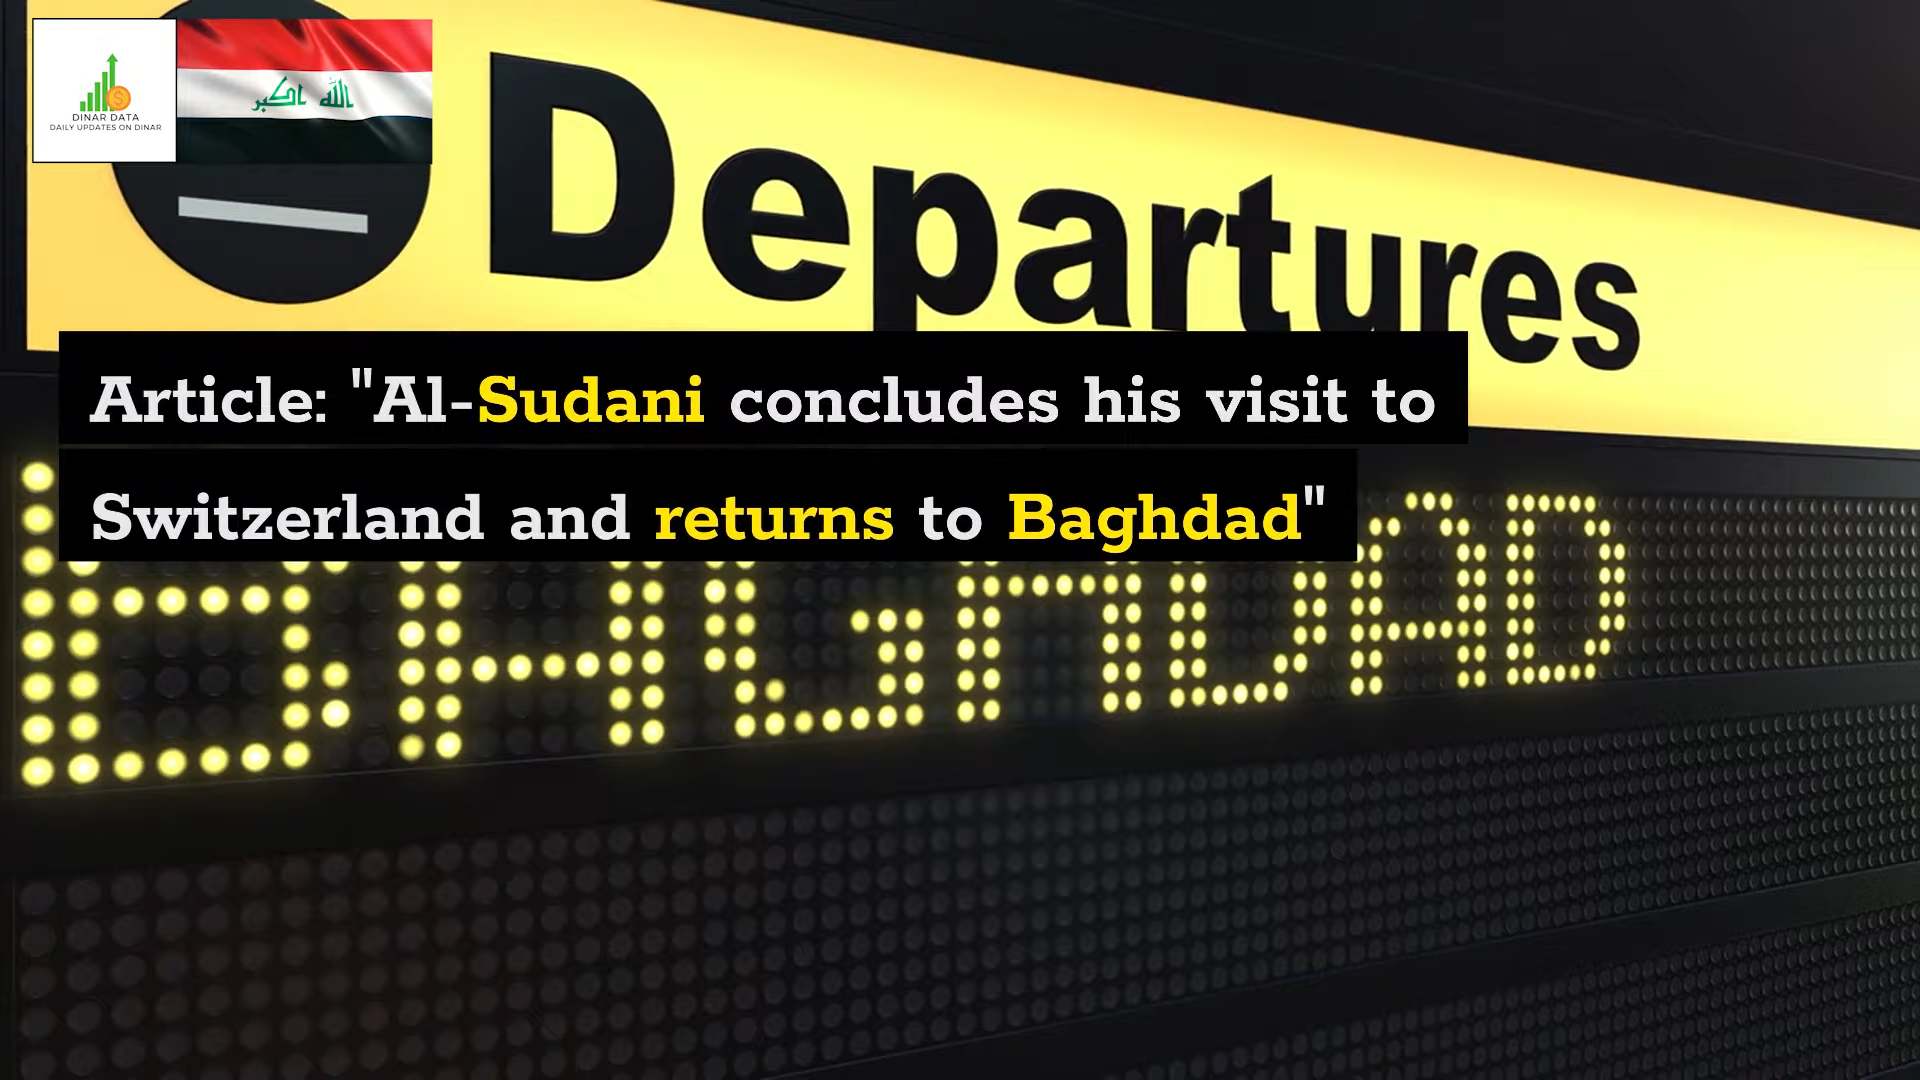 DINAR DATA
DAILY UPDATES ON DINAR
الله اكبر
Departures
Article: "Al-Sudani concludes his visit to
Switzerland and returns to Baghdad"
BAGHDAD